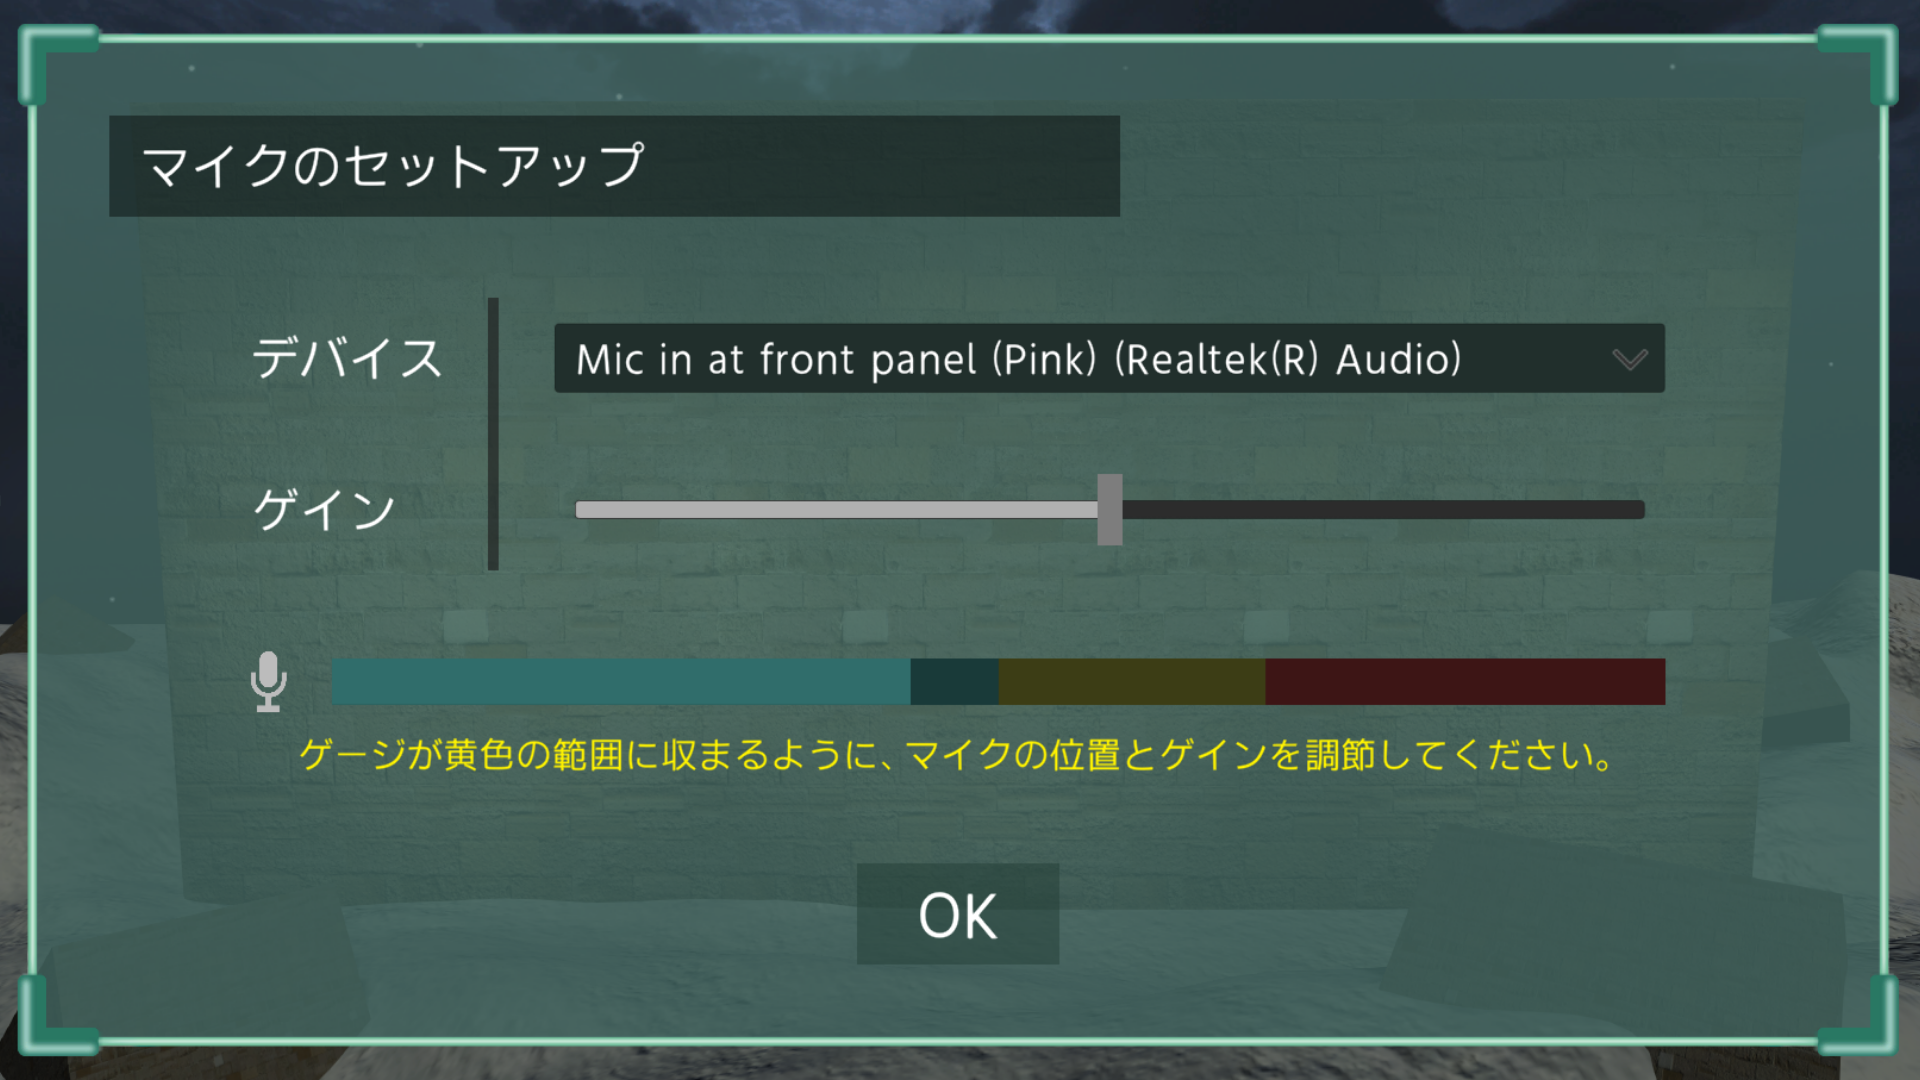 マイクのセットアップ
デバイス
Mic in at front panel (Pink) (Realtek(R) Audio)
ゲイン
ゲージが黄色の範囲に収まるように、マイクの位置とゲインを調節してください。
OK